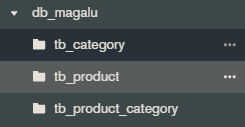 db_magalu
tb_category
tb_product
tb_product_category